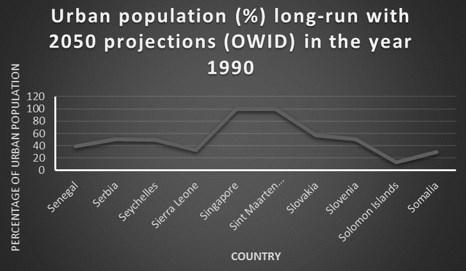 Urban population (%) long-run with
2050 projections (OWID) in the year
1990
PERCENTAGE OF URBAN POPULATION
120
100
80
60
40
20
0
Senegal
Serbia
Seychelles
Sierra Leone
Singapore
Sint Maarten...
Slovakia
Slovenia
Solomon Islands
Somalia
COUNTRY